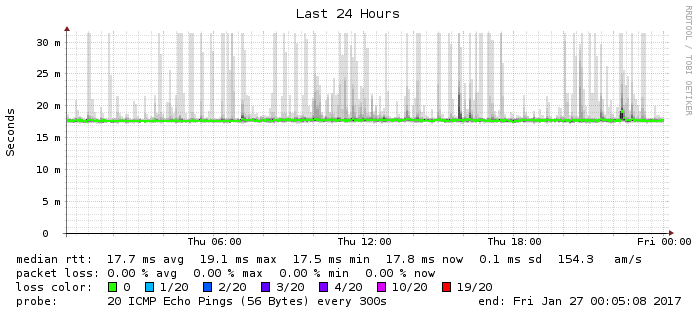 Last 24 Hours
RRDTOOL / TOBI OETIKER
Seconds
30 m
25 m
20 m
15 m
10 m
5 m
0
Thu 06:00 Thu 12:00 Thu 18:00 Fri 00:00
median rtt: 17.7 ms avg 19.1 ms max 17.5 ms min 17.8 ms now 0.1 ms sd 154.3 am/s
packet loss: 0.00 % avg 0.00 % max 0.00 % min 0.00 % now
loss color: 0 1/20 2/20 3/20 4/20 10/20 19/20
probe: 20 ICMP Echo Pings (56 Bytes) every 300s end: Fri Jan 27 00:05:08 2017